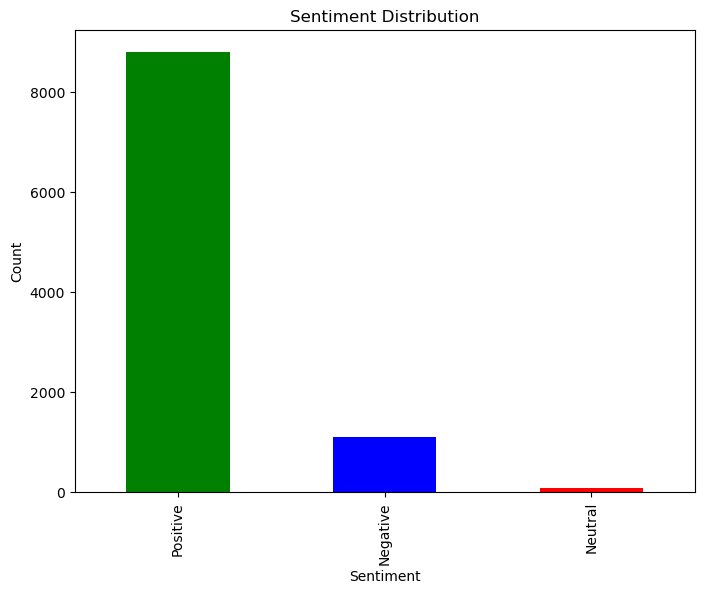 Sentiment Distribution
8000
6000
4000
2000
0
Count
Positive
Negative
Neutral
Sentiment